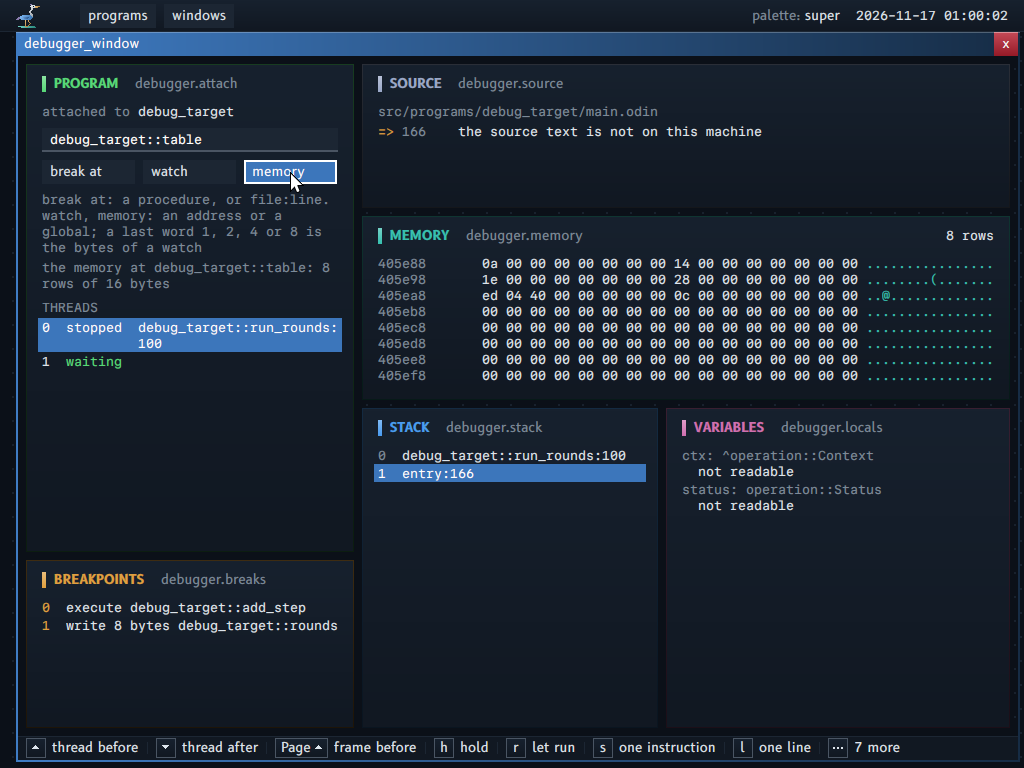 programs windows palette: super 2026-11-17 01:00:02
debugger_window x
PROGRAM debugger.attach
attached to debug_target
debug_target::table
break at watch memory
break at: a procedure, or file:line.
watch, memory: an address or a
global; a last word 1, 2, 4 or 8 is
the bytes of a watch
the memory at debug_target::table: 8
rows of 16 bytes
THREADS
0 stopped debug_target::run_rounds:
100
1 waiting
BREAKPOINTS debugger.breaks
0 execute debug_target::add_step
1 write 8 bytes debug_target::rounds
SOURCE debugger.source
src/programs/debug_target/main.odin
=> 166 the source text is not on this machine
MEMORY debugger.memory 8 rows
405e88 0a 00 00 00 00 00 00 00 14 00 00 00 00 00 00 00 ................
405e98 1e 00 00 00 00 00 00 00 28 00 00 00 00 00 00 00 ........(.......
405ea8 ed 04 40 00 00 00 00 00 0c 00 00 00 00 00 00 00 ..@.............
405eb8 00 00 00 00 00 00 00 00 00 00 00 00 00 00 00 00 ................
405ec8 00 00 00 00 00 00 00 00 00 00 00 00 00 00 00 00 ................
405ed8 00 00 00 00 00 00 00 00 00 00 00 00 00 00 00 00 ................
405ee8 00 00 00 00 00 00 00 00 00 00 00 00 00 00 00 00 ................
405ef8 00 00 00 00 00 00 00 00 00 00 00 00 00 00 00 00 ................
STACK debugger.stack
0 debug_target::run_rounds:100
1 entry:166
VARIABLES debugger.locals
ctx: ^operation::Context
not readable
status: operation::Status
not readable
thread before thread after Page frame before h hold r let run s one instruction l one line ··· 7 more